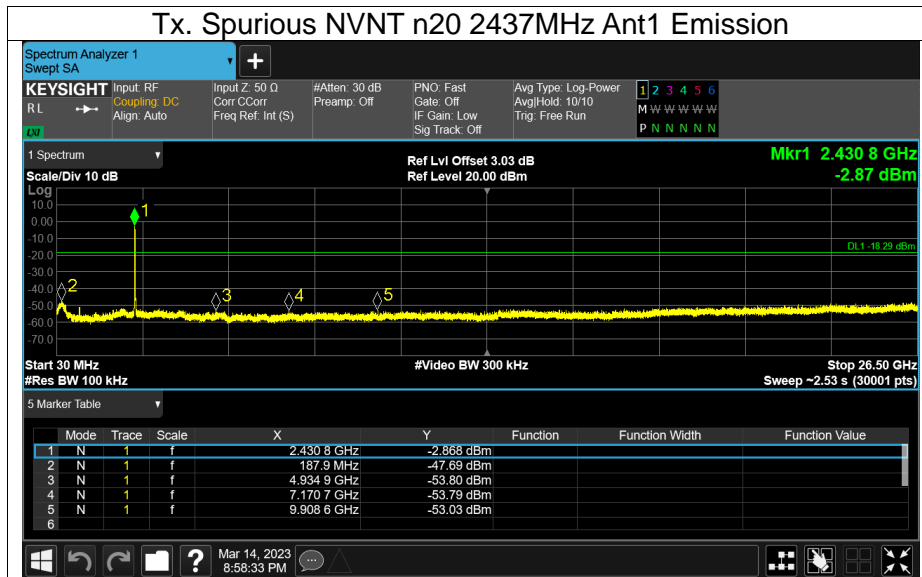 Tx. Spurious NVNT n20 2437MHz Ant1 Emission
Spectrum Analyzer 1
Swept SA
+
KEYSIGHT Input: RF Input Z: 50 Ω #Atten: 30 dB PNO: Fast Avg Type: Log-Power 1 2 3 4 5 6
R L Coupling: DC Corr CCorr Preamp: Off Gate: Off Avg|Hold: 10/10 M W W W W W
Align: Auto Freq Ref: Int (S) IF Gain: Low Trig: Free Run
LXI Sig Track: Off P N N N N N
1 Spectrum Ref Lvl Offset 3.03 dB Mkr1 2.430 8 GHz
Scale/Div 10 dB Ref Level 20.00 dBm -2.87 dBm
Log
10.0 1
0.00
-10.0
DL1 -18.29 dBm
-20.0
-30.0
-40.0 2 3 4 5
-50.0
-60.0
-70.0
Start 30 MHz #Video BW 300 kHz Stop 26.50 GHz
#Res BW 100 kHz Sweep ~2.53 s (30001 pts)
5 Marker Table
Mode Trace Scale X Y Function Function Width Function Value
1 N 1 f 2.430 8 GHz -2.868 dBm
2 N 1 f 187.9 MHz -47.69 dBm
3 N 1 f 4.934 9 GHz -53.80 dBm
4 N 1 f 7.170 7 GHz -53.79 dBm
5 N 1 f 9.908 6 GHz -53.03 dBm
6
? Mar 14, 2023
8:58:33 PM